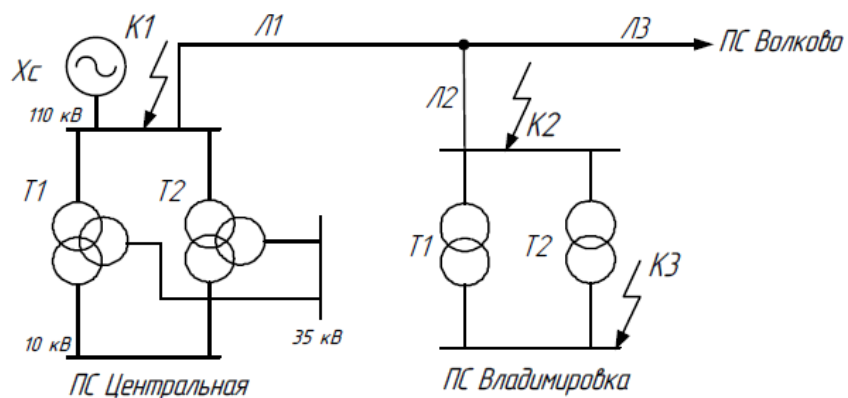 К1
Л1
Л3
ПС Волково
Xc
110 кВ
Л2
К2
Т1
Т2
Т1
Т2
К3
10 кВ
35 кВ
ПС Центральная
ПС Владимировка